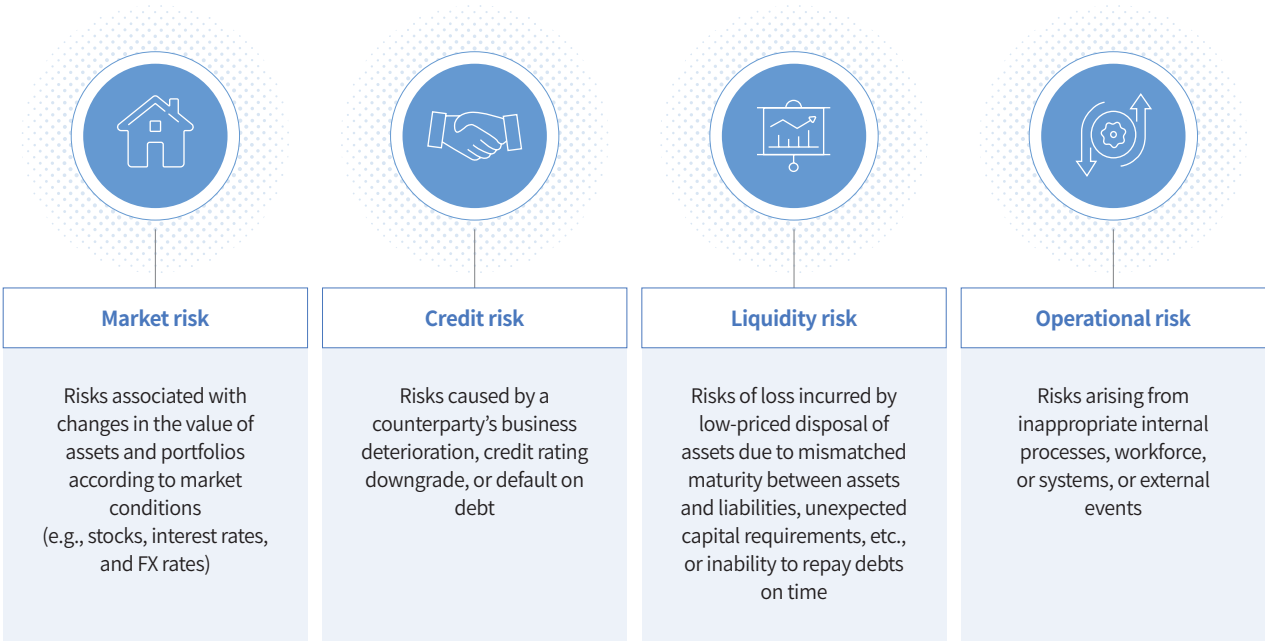 Market risk
Risks associated with
changes in the value of
assets and portfolios
according to market
conditions
(e.g., stocks, interest rates,
and FX rates)
Credit risk
Risks caused by a
counterparty’s business
deterioration, credit rating
downgrade, or default on
debt
Liquidity risk
Risks of loss incurred by
low-priced disposal of
assets due to mismatched
maturity between assets
and liabilities, unexpected
capital requirements, etc.,
or inability to repay debts
on time
Operational risk
Risks arising from
inappropriate internal
processes, workforce,
or systems, or external
events